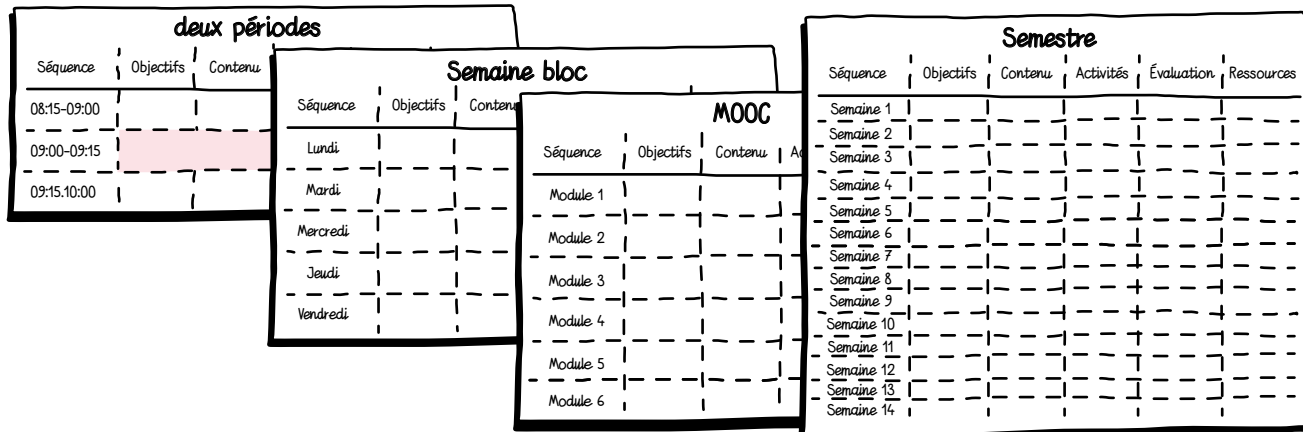 deux périodes
Séquence Objectifs Contenu
08:15-09:00
09:00-09:15
09:15.10:00
Semaine bloc
Séquence Objectifs
Lundi
Mardi
Mercredi
Jeudi
Vendredi
MOOC
Séquence Objectifs Contenu
Module 1
Module 2
Module 3
Module 4
Module 5
Module 6
Semestre
Séquence Objectifs Contenu Activités Évaluation Ressources
Semaine 1
Semaine 2
Semaine 3
Semaine 4
Semaine 5
Semaine 6
Semaine 7
Semaine 8
Semaine 9
Semaine 10
Semaine 11
Semaine 12
Semaine 13
Semaine 14